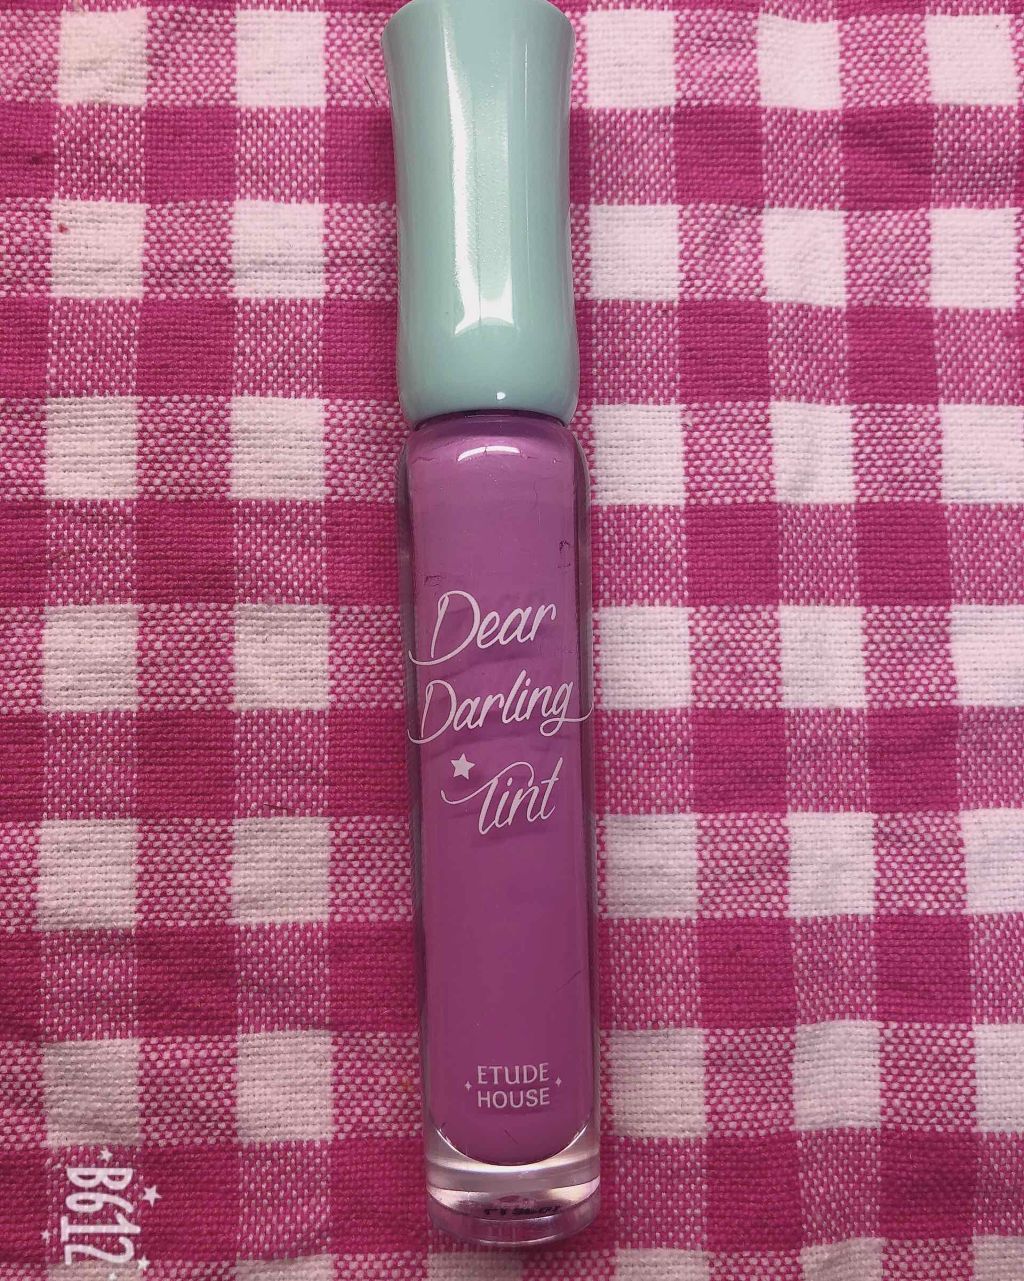 Dear
Darling
Tint
ETUDE
HOUSE
B612